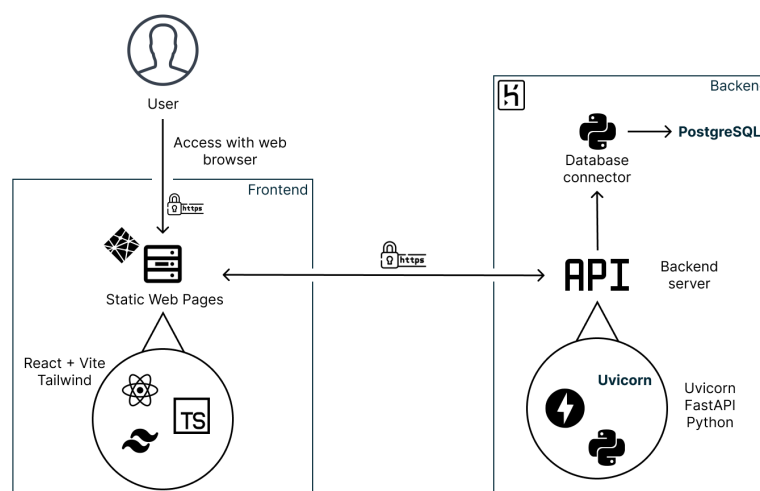 User
Access with web
browser
Frontend
https
Static Web Pages
React + Vite
Tailwind
TS
https
Backend
PostgreSQL
Database
connector
API
Backend
server
Uvicorn
Uvicorn
FastAPI
Python